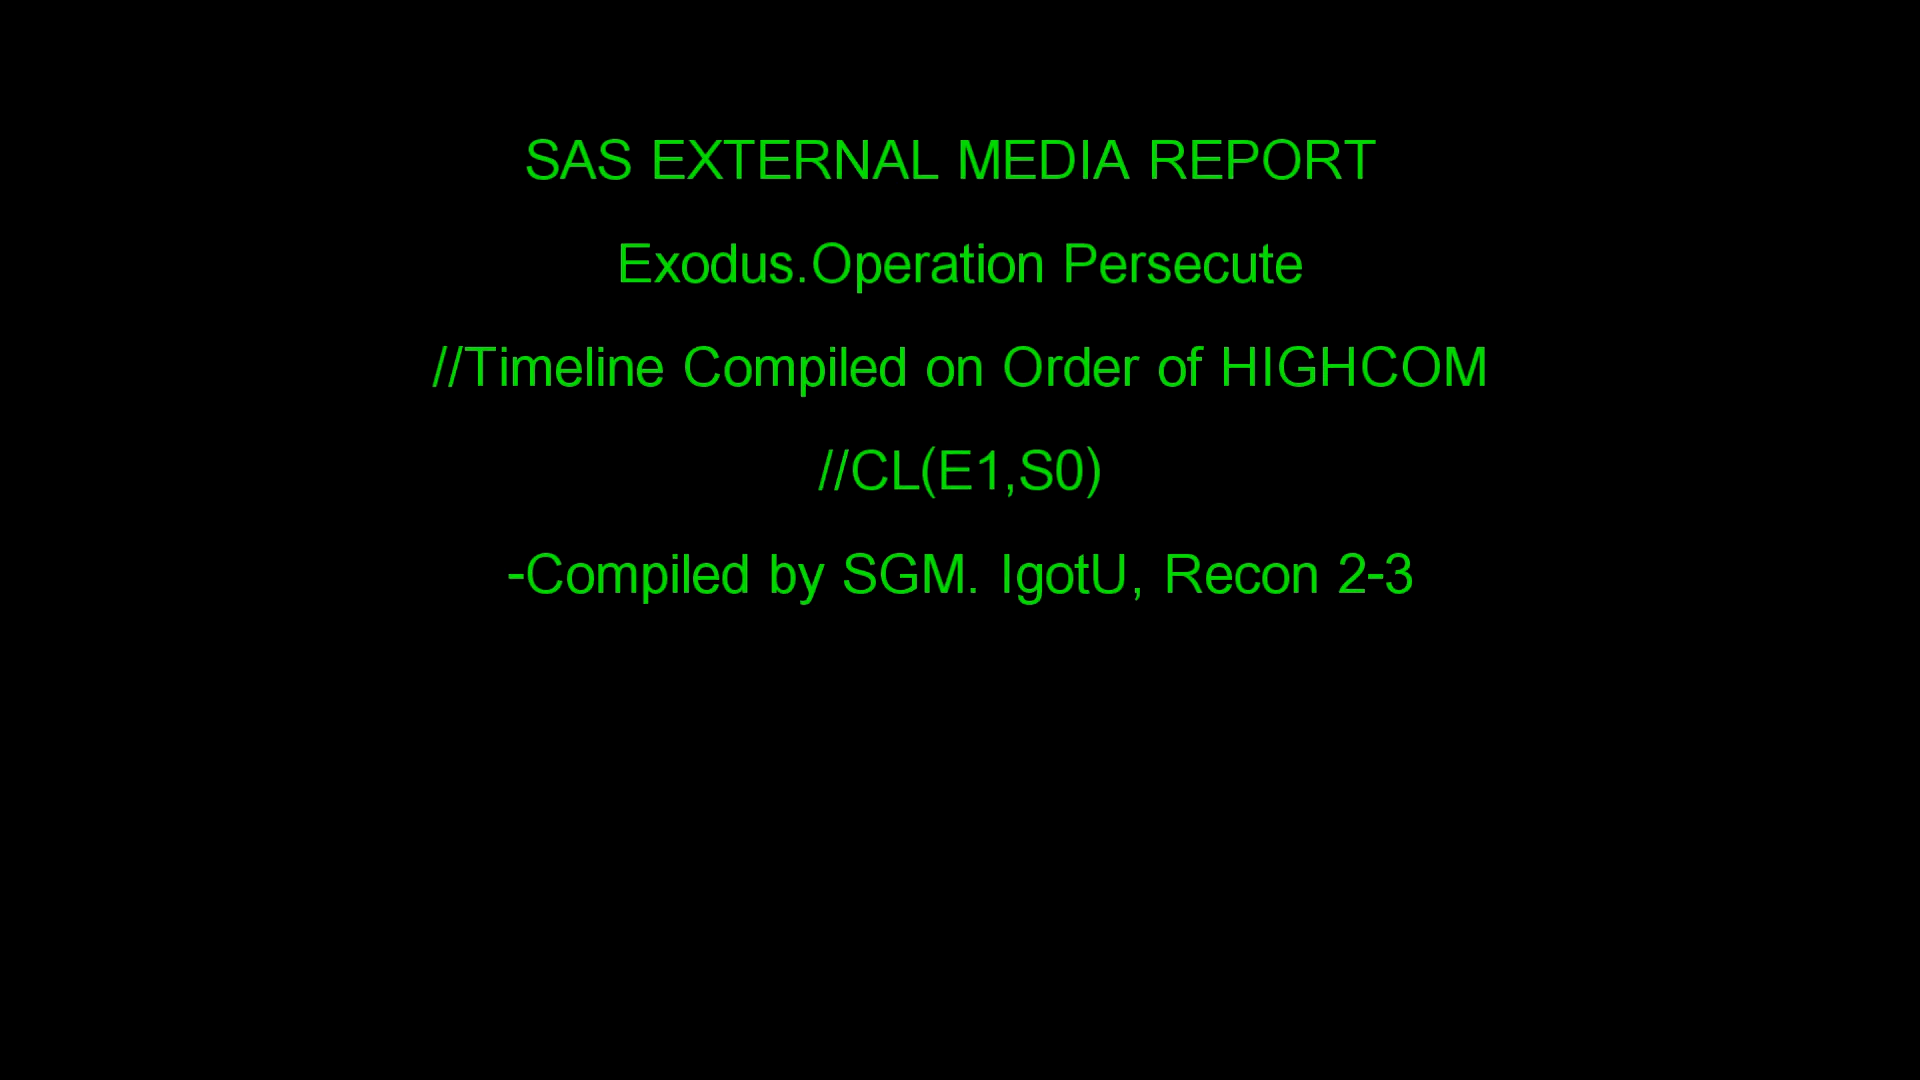 SAS EXTERNAL MEDIA REPORT
Exodus.Operation Persecute
//Timeline Compiled on Order of HIGHCOM
//CL(E1,S0)
-Compiled by SGM. IgotU, Recon 2-3